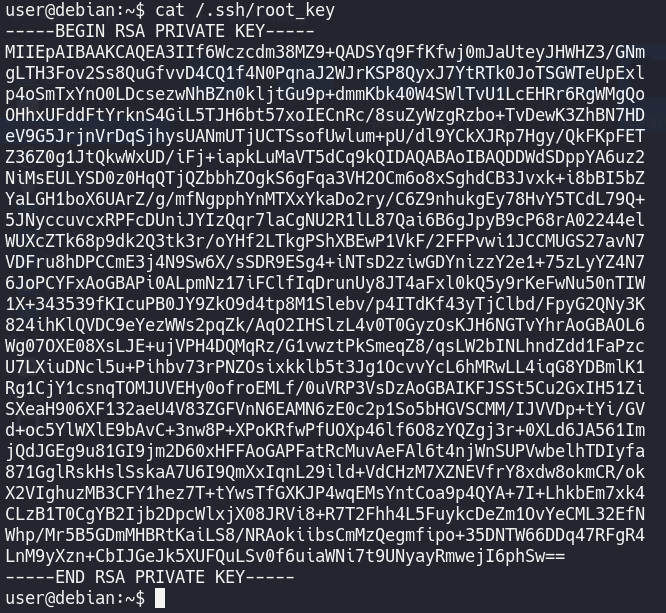 user@debian:~$ cat /.ssh/root_key
-----BEGIN RSA PRIVATE KEY-----
MIIEpAIBAAKCAQEA3IIf6Wczcdm38MZ9+QADSYq9FfKfwj0mJaUteyJHWHZ3/GNm
gLTH3Fov2Ss8QuGfvvD4CQ1f4N0PqnaJ2WJrKSP8QyxJ7YtRTk0JoTSGWTeUpExl
p4oSmTxYnO0LDcsezwNhBZn0kljtGu9p+dmmKbk40W4SWlTvU1LcEHRr6RgWMgQo
OHhxUFddFtYrknS4GiL5TJH6bt57xoIECnRc/8suZyWzgRzbo+TvDewK3ZhBN7HD
eV9G5JrjnVrDqSjhysUANmUTjUCTSsofUwlum+pU/dl9YCkXJRp7Hgy/QkFKpFET
Z36Z0g1JtQkwWxUD/iFj+iapkLuMaVT5dCq9kQIDAQABAoIBAQDDWdSDppYA6uz2
NiMsEULYSD0z0HqQTjQZbbhZOgkS6gFqa3VH2OCm6o8xSghdCB3Jvxk+i8bBI5bZ
YaLGH1boX6UArZ/g/mfNgpphYnMTXxYkaDo2ry/C6Z9nhukgEy78HvY5TCdL79Q+
5JNyccuvcxRPFcDUniJYIzQqr7laCgNU2R1lL87Qai6B6gJpyB9cP68rA02244el
WUXcZTk68p9dk2Q3tk3r/oYHf2LTkgPShXBEwP1VkF/2FFPvwi1JCCMUGS27avN7
VDFru8hDPCCmE3j4N9Sw6X/sSDR9ESg4+iNTsD2ziwGDYnizzY2e1+75zLyYZ4N7
6JoPCYFxAoGBAPi0ALpmNz17iFClfIqDrunUy8JT4aFxl0kQ5y9rKeFwNu50nTIW
1X+343539fKIcuPB0JY9ZkO9d4tp8M1Slebv/p4ITdKf43yTjClbd/FpyG2QNy3K
824ihKlQVDC9eYezWWs2pqZk/AqO2IHSlzL4v0T0GyzOsKJH6NGTvYhrAoGBAOL6
Wg07OXE08XsLJE+ujVPH4DQMqRz/G1vwztPkSmeqZ8/qsLW2bINLhndZdd1FaPzc
U7LXiuDNcl5u+Pihbv73rPNZOsixkklb5t3Jg1OcvvYcL6hMRwLL4iqG8YDBmlK1
Rg1CjY1csnqTOMJUVEHy0ofroEMLf/0uVRP3VsDzAoGBAIKFJSSt5Cu2GxIH51Zi
SXeaH906XF132aeU4V83ZGFVnN6EAMN6zE0c2p1So5bHGVSCMM/IJVVDp+tYi/GV
d+oc5YlWXlE9bAvC+3nw8P+XPoKRfwPfUOXp46lf6O8zYQZgj3r+0XLd6JA561Im
jQdJGEg9u81GI9jm2D60xHFFAoGAPFatRcMuvAeFAl6t4njWnSUPVwbelhTDIyfa
871GglRskHslSskaA7U6I9QmXxIqnL29ild+VdCHzM7XZNEVfrY8xdw8okmCR/ok
X2VIghuzMB3CFY1hez7T+tYwsTfGXKJP4wqEMsYntCoa9p4QYA+7I+LhkbEm7xk4
CLzB1T0CgYB2Ijb2DpcWlxjX08JRVi8+R7T2Fhh4L5FuykcDeZm1OvYeCML32EfN
Whp/Mr5B5GDmMHBRtKaiLS8/NRAokiibsCmMzQegmfipo+35DNTW66DDq47RFgR4
LnM9yXzn+CbIJGeJk5XUFQuLSv0f6uiaWNi7t9UNyayRmwejI6phSw==
-----END RSA PRIVATE KEY-----
user@debian:~$